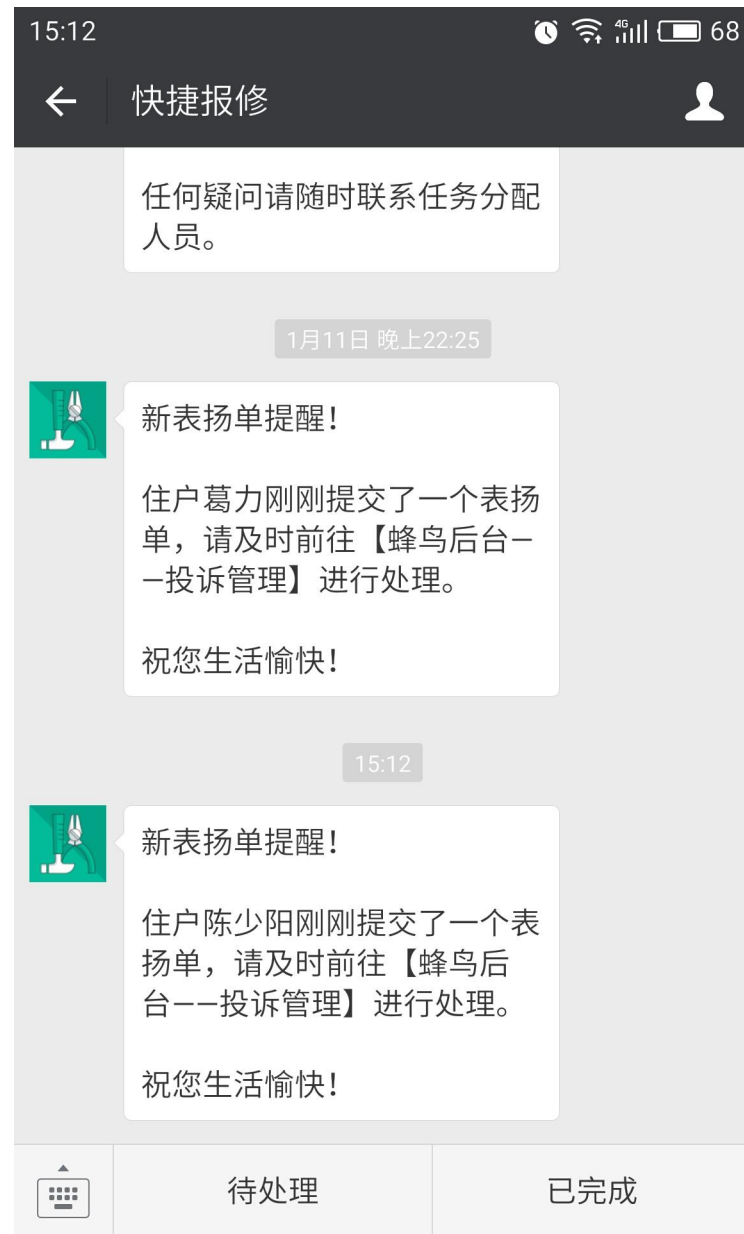 15:12
4G
68
快捷报修
任何疑问请随时联系任务分配
人员。
1月11日 晚上22:25
新表扬单提醒！
住户葛力刚刚提交了一个表扬
单，请及时前往【蜂鸟后台—
—投诉管理】进行处理。
祝您生活愉快！
15:12
新表扬单提醒！
住户陈少阳刚刚提交了一个表
扬单，请及时前往【蜂鸟后
台——投诉管理】进行处理。
祝您生活愉快！
待处理
已完成